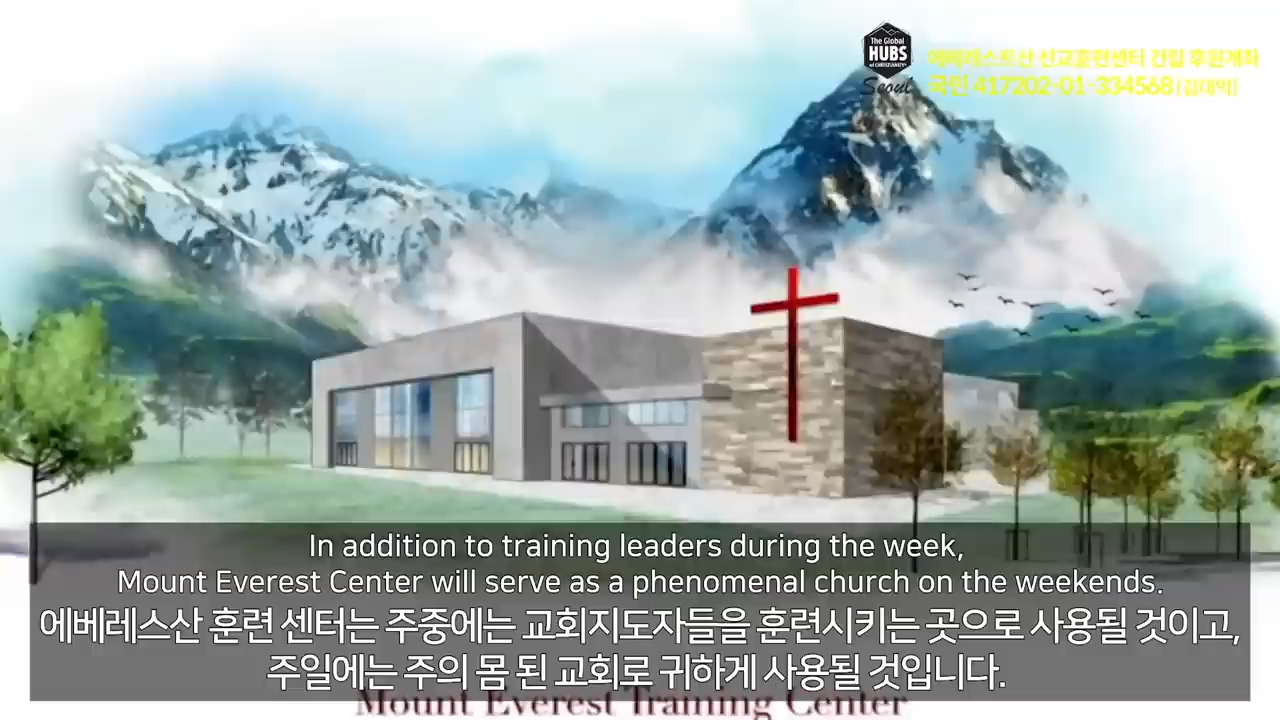 The Global
HUBS
of CHRISTIANITY
Seoul
에베레스트산 선교훈련센터 건립 후원계좌
국민 417202-01-334568 (김대억)
In addition to training leaders during the week,
Mount Everest Center will serve as a phenomenal church on the weekends.
에베레스산 훈련 센터는 주중에는 교회지도자들을 훈련시키는 곳으로 사용될 것이고,
주일에는 주의 몸 된 교회로 귀하게 사용될 것입니다.
Mount Everest Training Center